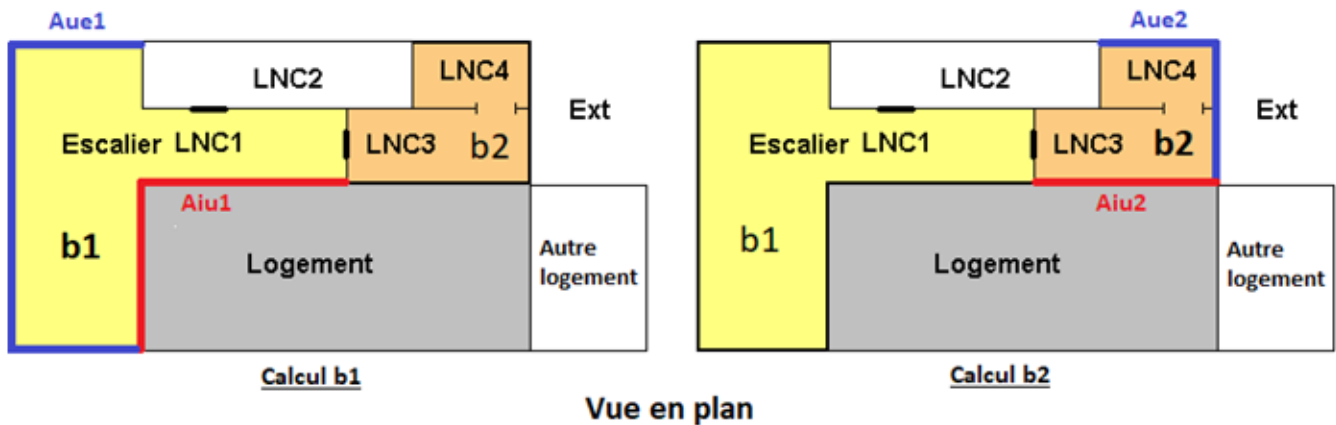 Aue1
LNC2
LNC4
Ext
Escalier LNC1
LNC3
b2
Aiu1
b1
Logement
Autre
logement
Calcul b1
Aue2
LNC2
LNC4
Ext
Escalier LNC1
LNC3
b2
Aiu2
b1
Logement
Autre
logement
Calcul b2
Vue en plan